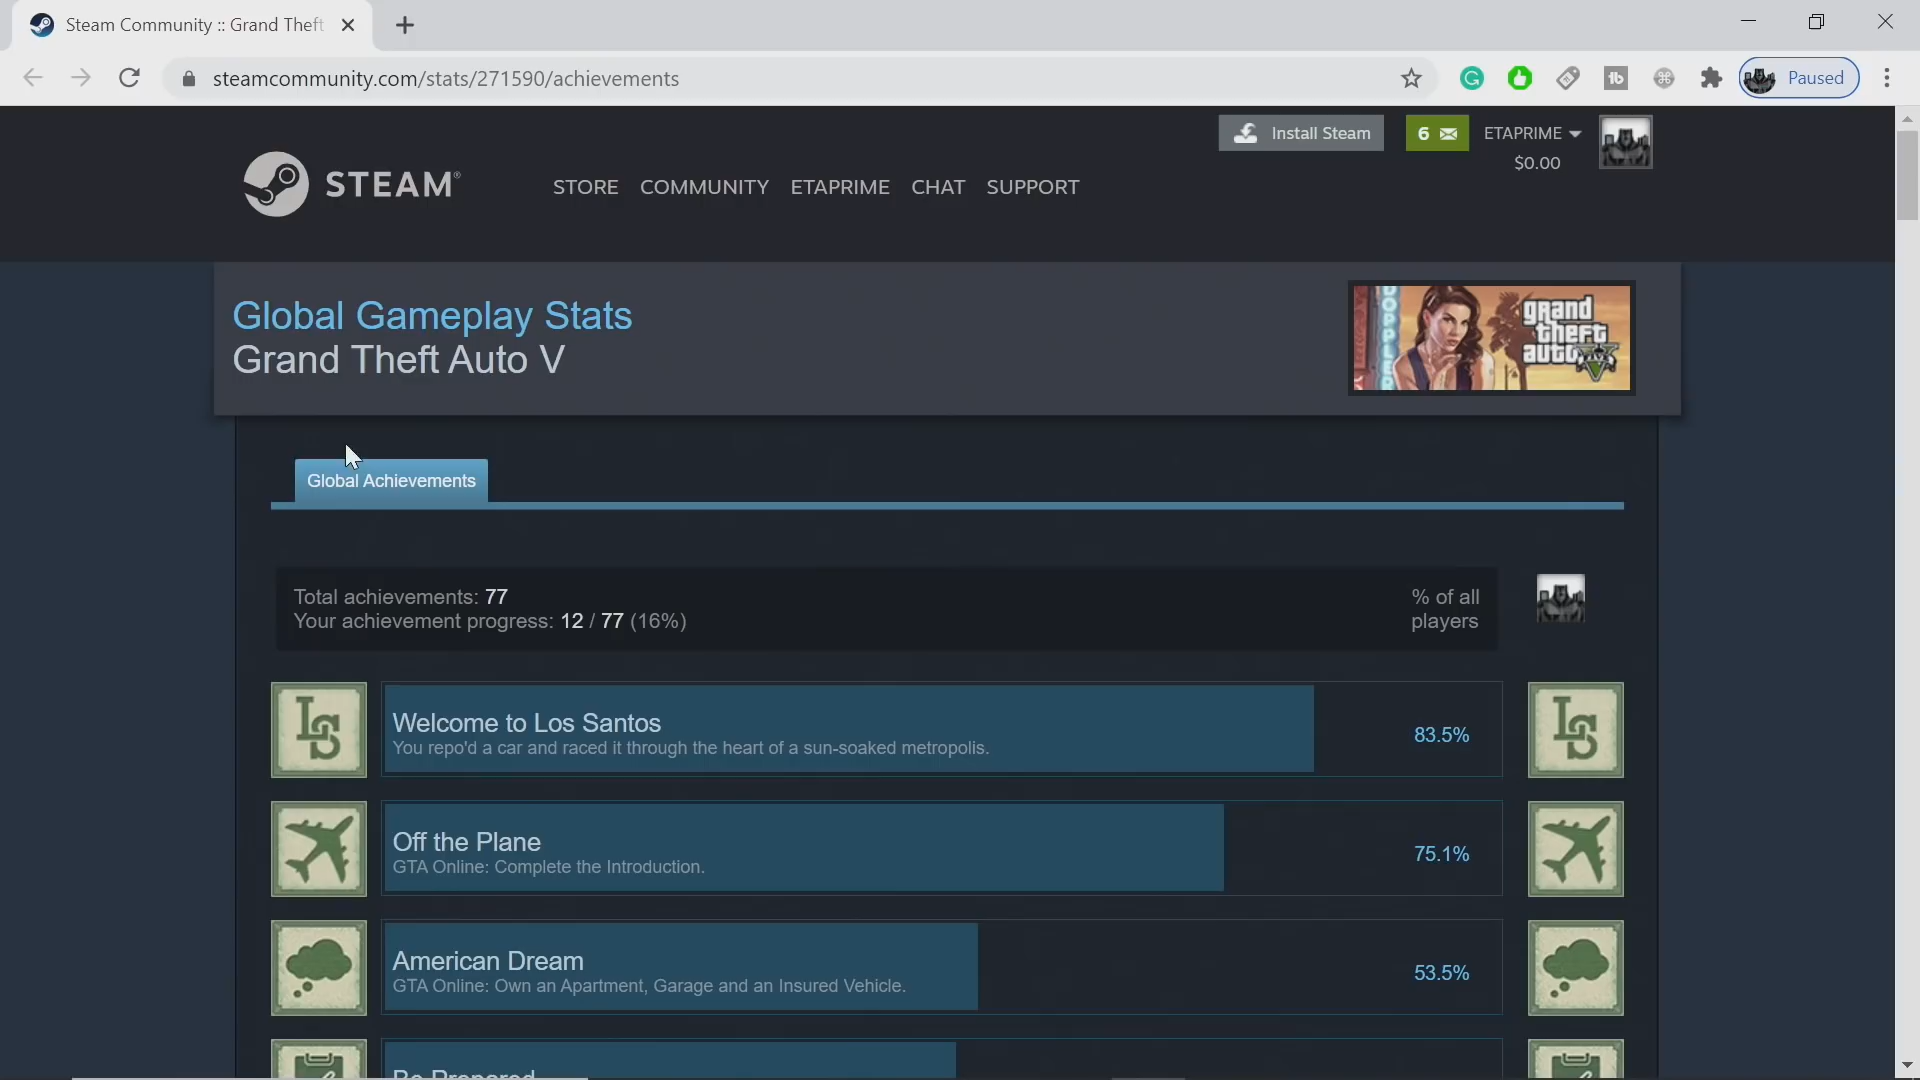 Steam Community :: Grand Theft
steamcommunity.com/stats/271590/achievements
Paused
Install Steam
6
ETAPRIME
$0.00
STEAM®
STORE COMMUNITY ETAPRIME CHAT SUPPORT
Global Gameplay Stats
Grand Theft Auto V
grand
theft
auto
V
Global Achievements
Total achievements: 77
Your achievement progress: 12 / 77 (16%)
% of all
players
LS
Welcome to Los Santos
You repo'd a car and raced it through the heart of a sun-soaked metropolis.
83.5%
LS
Off the Plane
GTA Online: Complete the Introduction.
75.1%
American Dream
GTA Online: Own an Apartment, Garage and an Insured Vehicle.
53.5%
Be Prepared